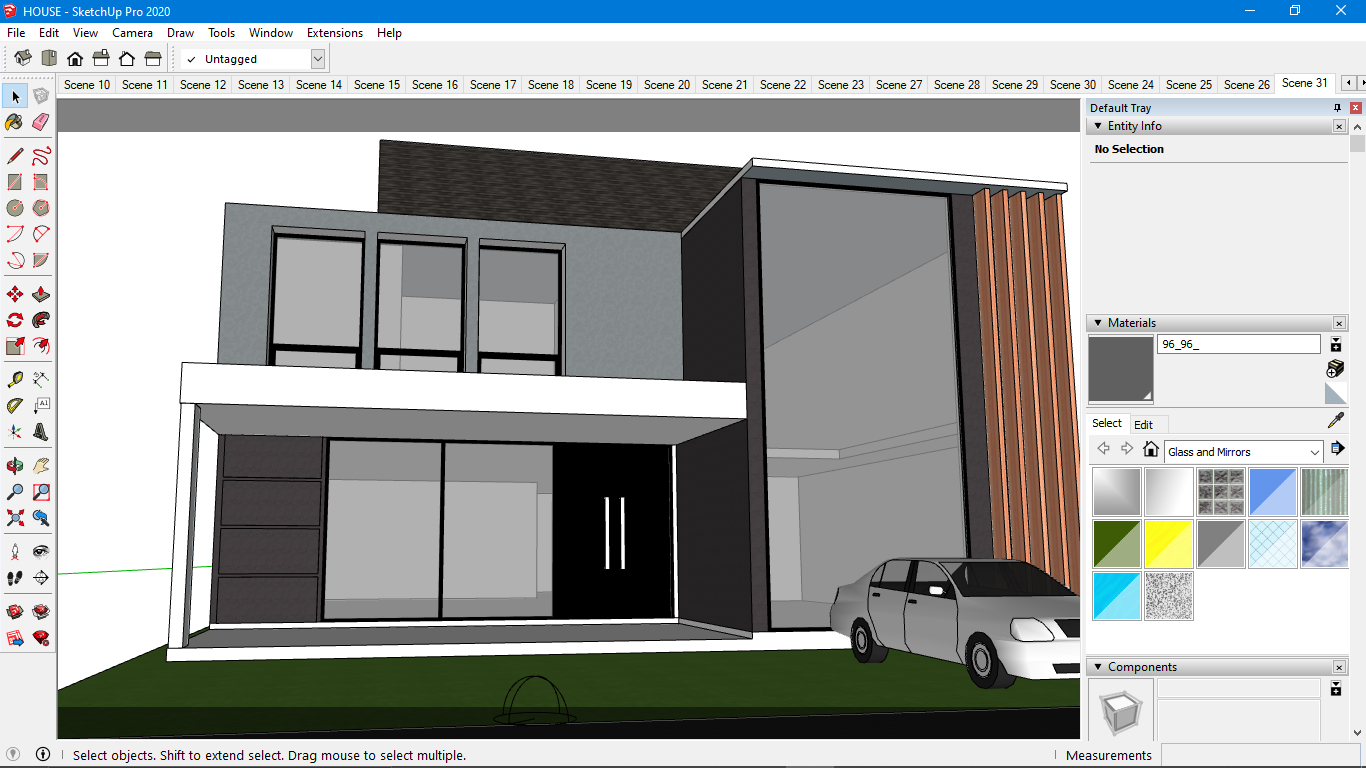 HOUSE - SketchUp Pro 2020
File Edit View Camera Draw Tools Window Extensions Help
Untagged
Scene 10 Scene 11 Scene 12 Scene 13 Scene 14 Scene 15 Scene 16 Scene 17 Scene 18 Scene 19 Scene 20 Scene 21 Scene 22 Scene 23 Scene 27 Scene 28 Scene 29 Scene 30 Scene 24 Scene 25 Scene 26 Scene 31
Default Tray
Entity Info
No Selection
Materials
96_96_
Select Edit
Glass and Mirrors
Components
A1
Select objects. Shift to extend select. Drag mouse to select multiple.
Measurements